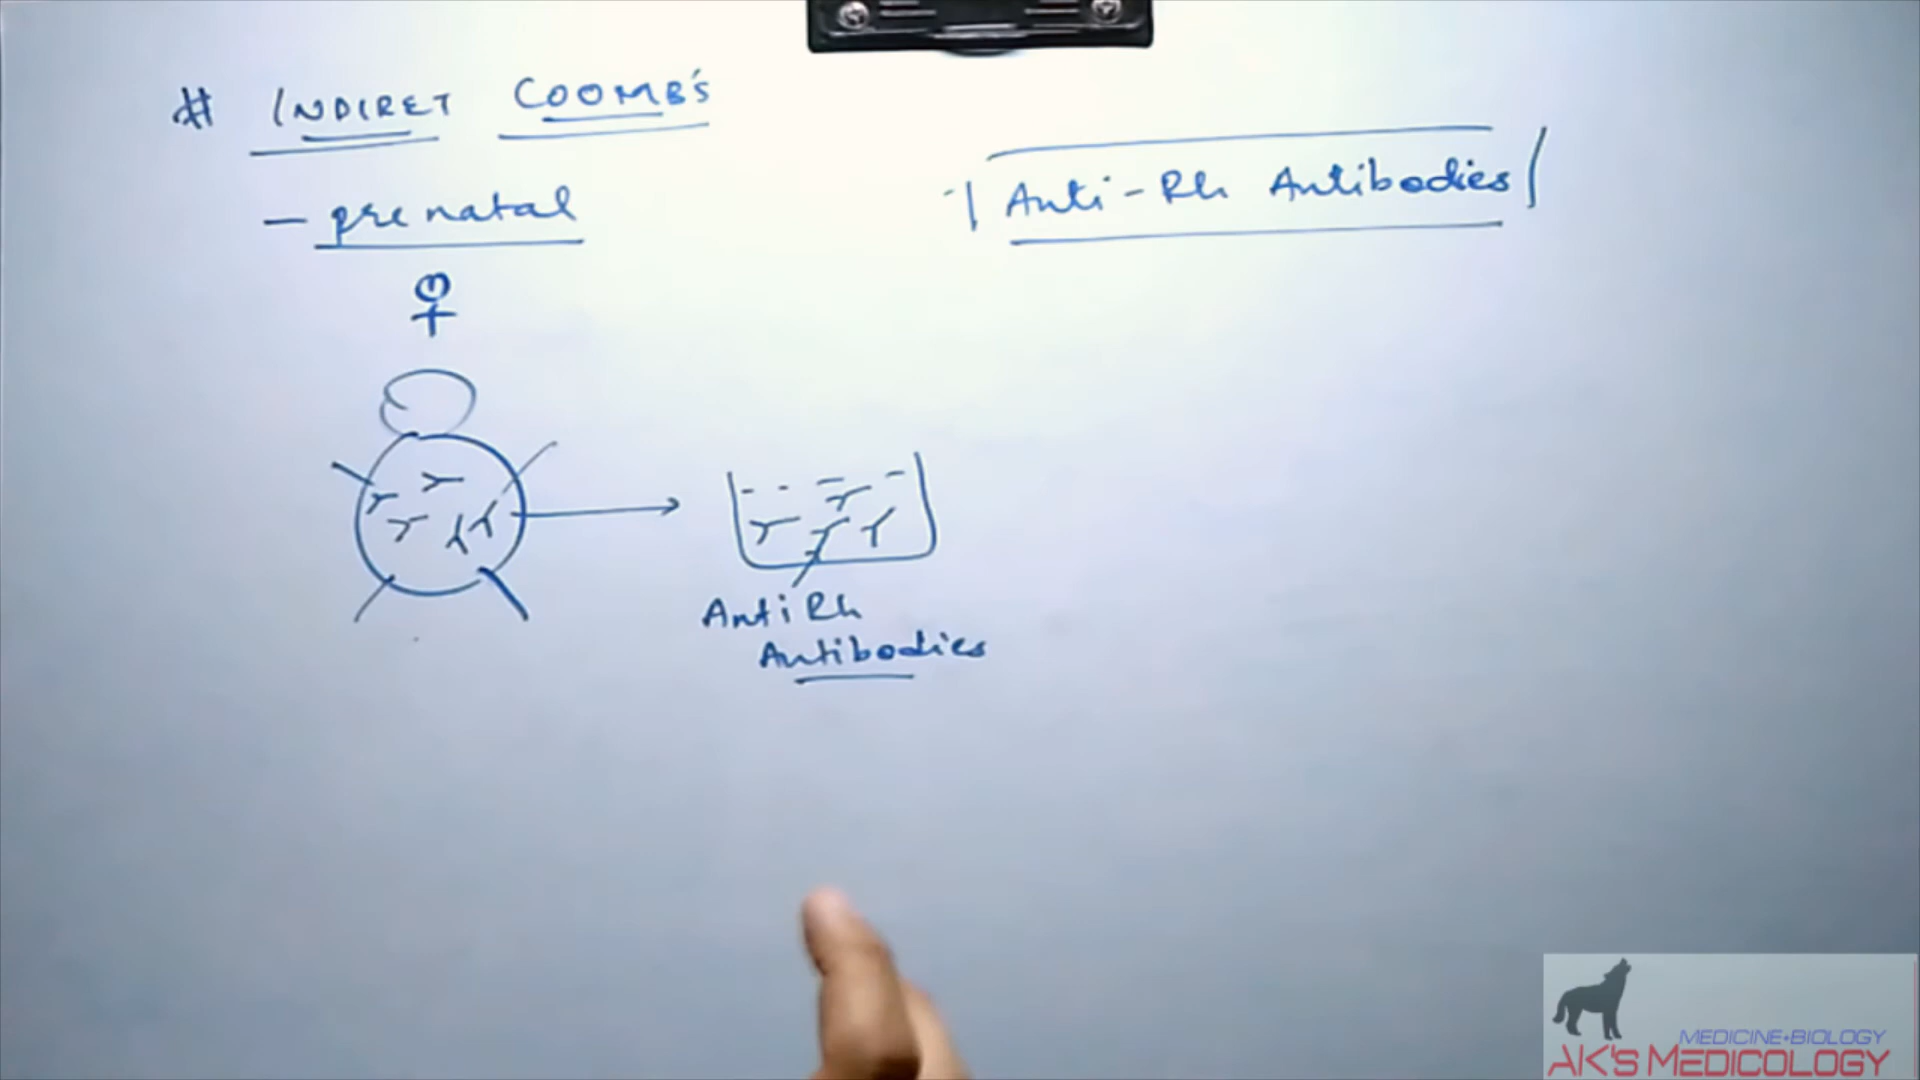 # INDIRET COOMB'S
- prenatal
Anti-Rh Antibodies
Anti Rh
Antibodies
MEDICINE+BIOLOGY
AK'S MEDICOLOGY